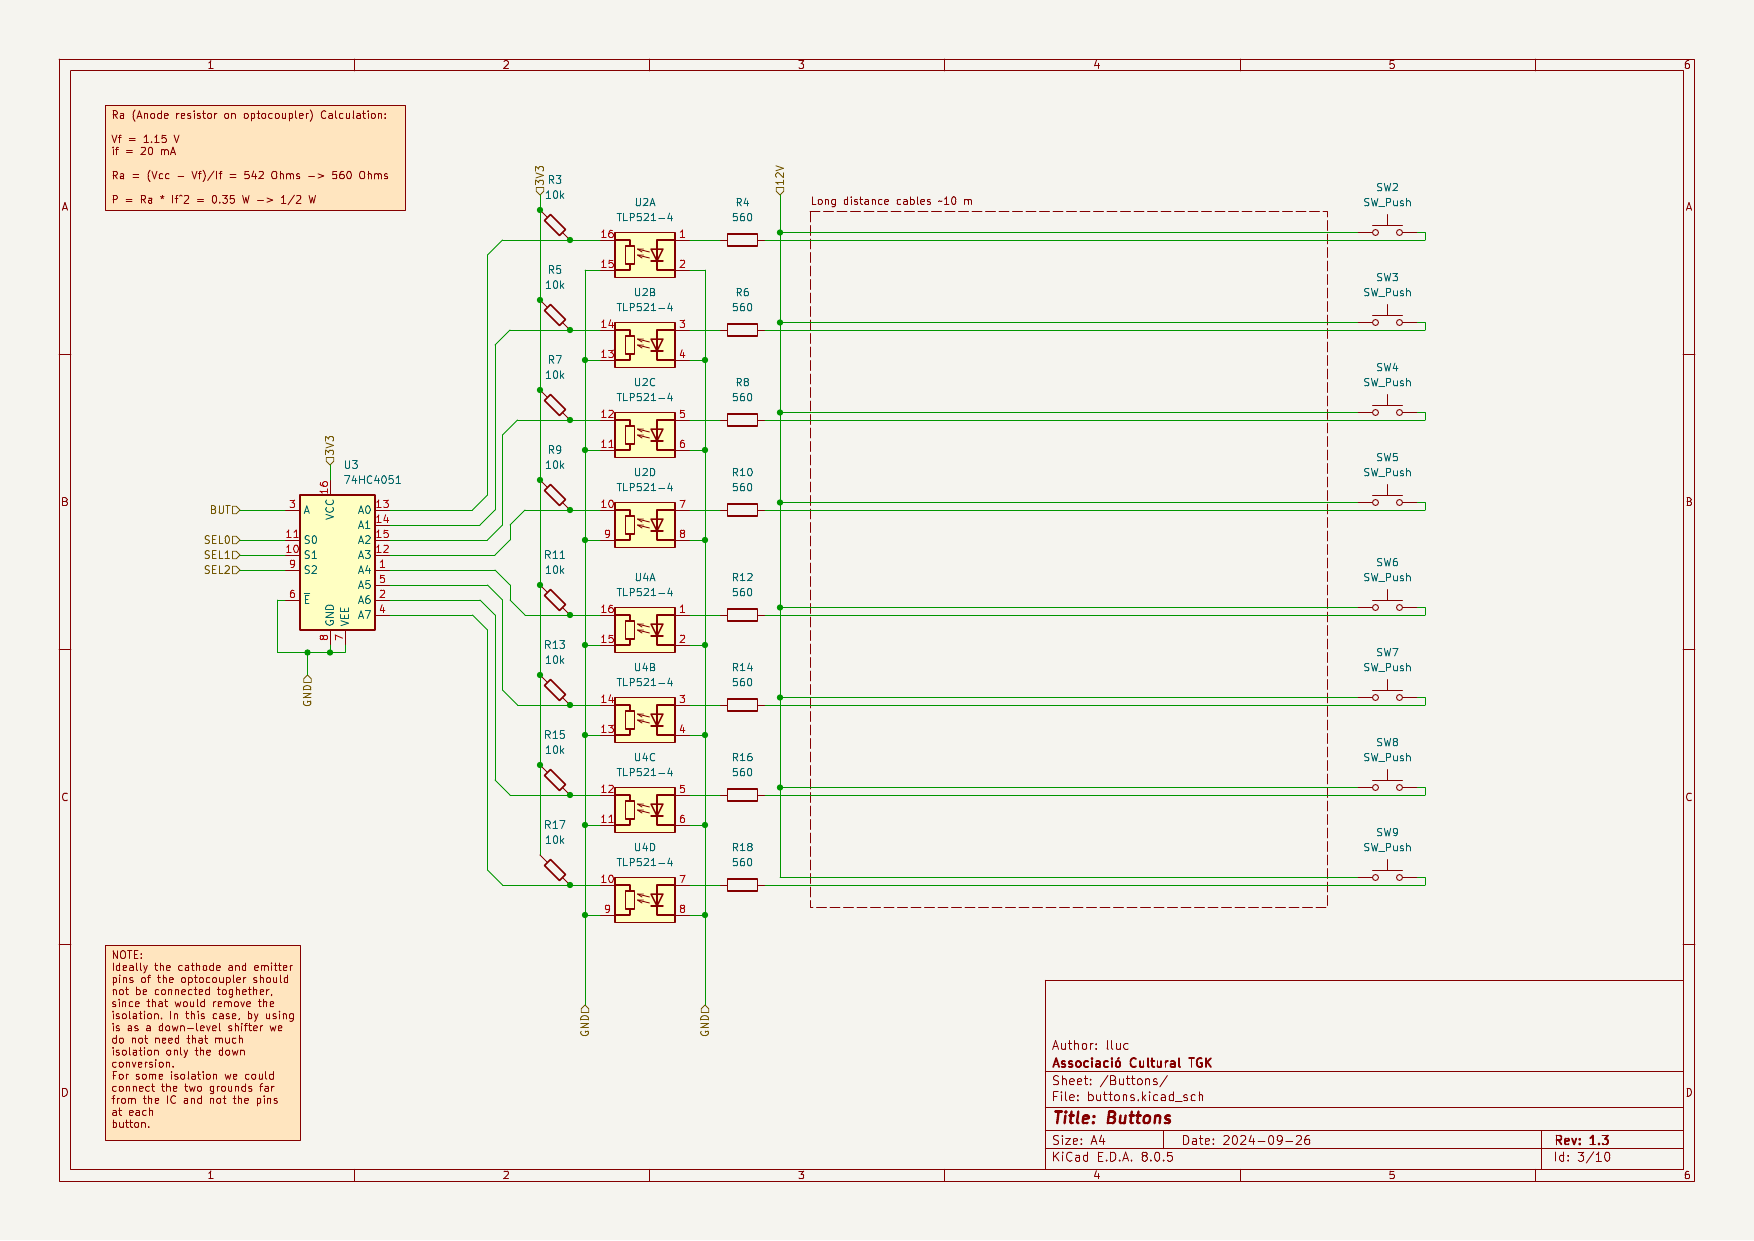 1 2 3 4 5 6
A
B
C
D
A
B
C
D
Ra (Anode resistor on optocoupler) Calculation:
Vf = 1.15 V
if = 20 mA
Ra = (Vcc - Vf)/If = 542 Ohms -> 560 Ohms
P = Ra * If^2 = 0.35 W -> 1/2 W
3V3
12V
Long distance cables ~10 m
R3
10k
U2A
TLP521-4
16
15
1
2
R4
560
SW2
SW_Push
R5
10k
U2B
TLP521-4
14
13
3
4
R6
560
SW3
SW_Push
R7
10k
U2C
TLP521-4
12
11
5
6
R8
560
SW4
SW_Push
R9
10k
U2D
TLP521-4
10
9
7
8
R10
560
SW5
SW_Push
R11
10k
U4A
TLP521-4
16
15
1
2
R12
560
SW6
SW_Push
R13
10k
U4B
TLP521-4
14
13
3
4
R14
560
SW7
SW_Push
R15
10k
U4C
TLP521-4
12
11
5
6
R16
560
SW8
SW_Push
R17
10k
U4D
TLP521-4
10
9
7
8
R18
560
SW9
SW_Push
GND
GND
3V3
U3
74HC4051
16
VCC
BUT 3 A
SEL0 11 S0
SEL1 10 S1
SEL2 9 S2
6 E
A0 13
A1 14
A2 15
A3 12
A4 1
A5 5
A6 2
A7 4
GND 8
VEE 7
GND
NOTE:
Ideally the cathode and emitter
pins of the optocoupler should
not be connected toghether,
since that would remove the
isolation. In this case, by using
is as a down-level shifter we
do not need that much
isolation only the down
conversion.
For some isolation we could
connect the two grounds far
from the IC and not the pins
at each
button.
Author: lluc
Associació Cultural TGK
Sheet: /Buttons/
File: buttons.kicad_sch
Title: Buttons
Size: A4 Date: 2024-09-26 Rev: 1.3
KiCad E.D.A. 8.0.5 Id: 3/10
1 2 3 4 5 6